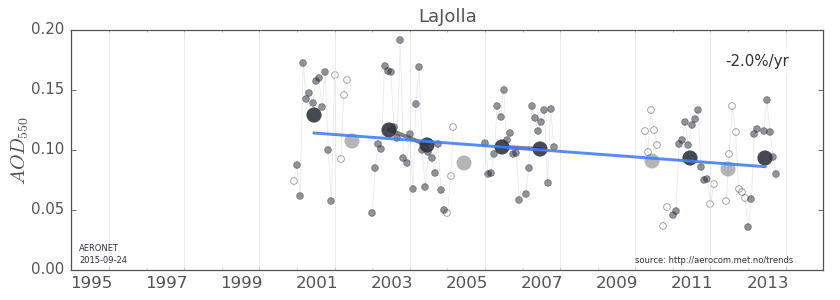 LaJolla
0.20
-2.0%/yr
0.15
AOD550
0.10
0.05
AERONET
2015-09-24
source: http://aerocom.met.no/trends
0.00
1995 1997 1999 2001 2003 2005 2007 2009 2011 2013